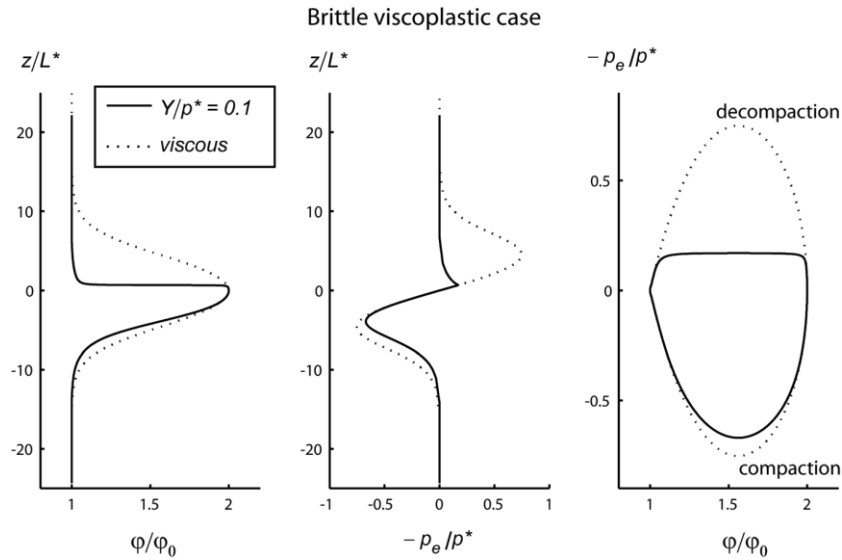 Brittle viscoplastic case
z/L*
20
10
0
-10
-20
1
1.5
2
φ/φ0
Y/p* = 0.1
viscous
z/L*
20
10
0
-10
-20
-1
-0.5
0
0.5
1
− pe /p*
− pe /p*
0.5
0
-0.5
1
1.5
2
φ/φ0
decompaction
compaction